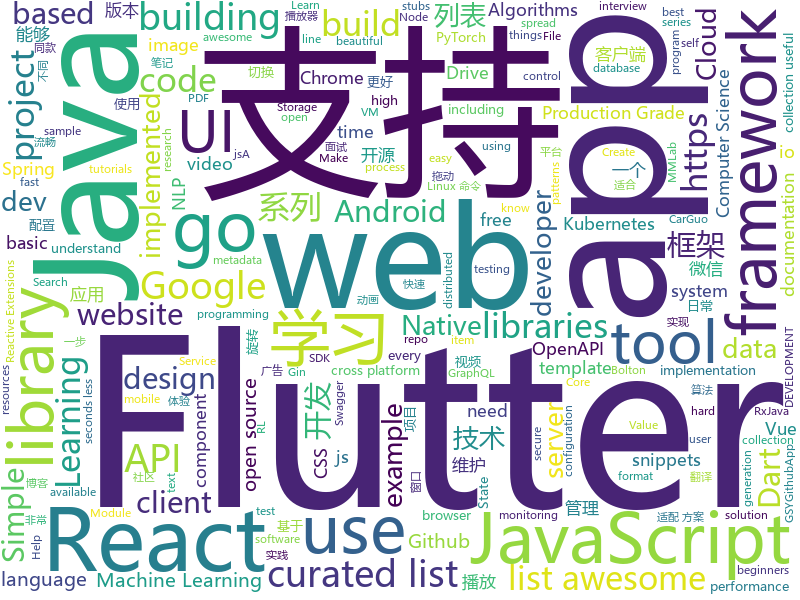 支持
Flutter
app
web
java
React
JavaScript
framework
library
go
use
tool
学习
UI
API
Google
building
build
based
code
project
dev
implemented
video
image
版本
能够
Chrome
Drive
time
Android
系列
NLP
开源
PDF
VM
high
切换
笔记
Storage
open
播放器
Learn
awesome
line
beautiful
Node
stubs
Many
列表
Algorithms
PyTorch
File
interview
best
series
spread
things
self
program
客户端
database
control
including
Production Grade
using
Make
easy
process
面试
jsA
sample
同款
不同
流畅
使用
tutorials
research
Spring
fast
配置
basic
understand
应用
metadata
programming
Search
Reactive Extensions
一步
resources
seconds less
社区
博客
website
design
component
Simple
Learning
Machine Learning
language
非常
Help
Module
体验
mobile
Service
text
翻译
实践
software
基于
test
广告
generation
旋转
open source
client
curated list
example
CSS
js
窗口
动画
快速
monitoring
available
browser
Github
维护
技术
项目
Swagger
RL
SDK
Gin
repo
every
cross platform
OpenAPI
Native
libraries
developer
free
开发
Linux 命令
拖动
一个
平台
适合
Create
patterns
Kubernetes
know
distributed
testing
MMLab
CarGuo
微信
框架
https
Cloud
Computer Science
collection useful
documentation
io
system
日常
data
template
implementation
item
GraphQL
Bolton
实现
need
server
snippets
Vue
hard
RxJava
DEVELOPMENT
算法
Dart
Core
Value
user
collection
secure
configuration
format
State
管理
播放
视频
list awesome
solution
适配 方案
GSYGithubApp
beginners
performance